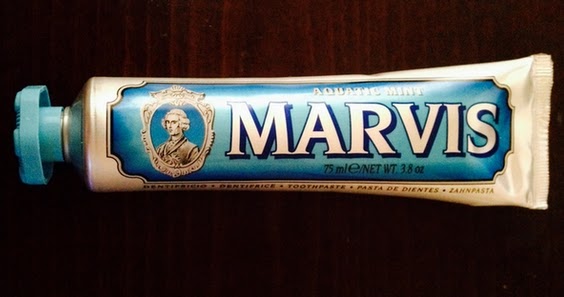 AQUATIC MINT
MARVIS
75 ml ℮/NET WT. 3.8 oz
DENTIFRICIO • DENTIFRICE • TOOTHPASTE • PASTA DE DIENTES • ZAHNPASTA